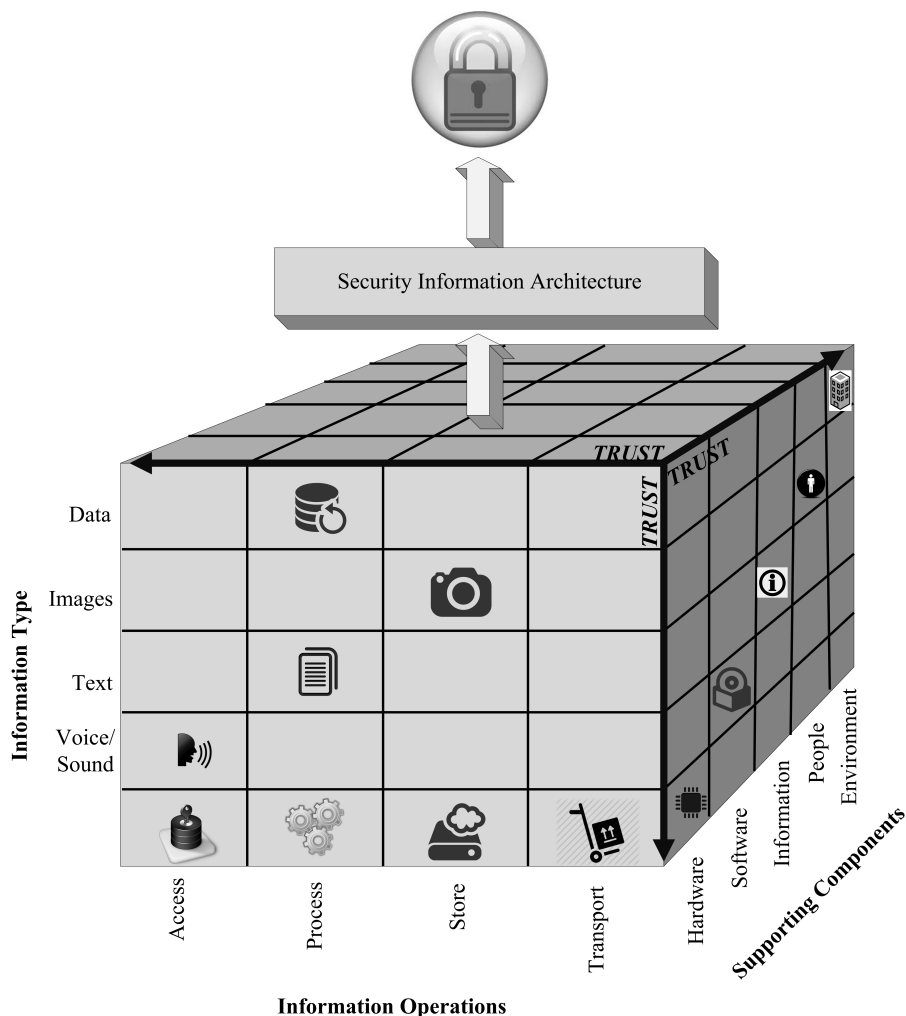 Security Information Architecture
TRUST
TRUST
TRUST
Information Type
Data
Images
Text
Voice/
Sound
Access
Process
Store
Transport
Hardware
Software
Information
People
Environment
Supporting Components
Information Operations